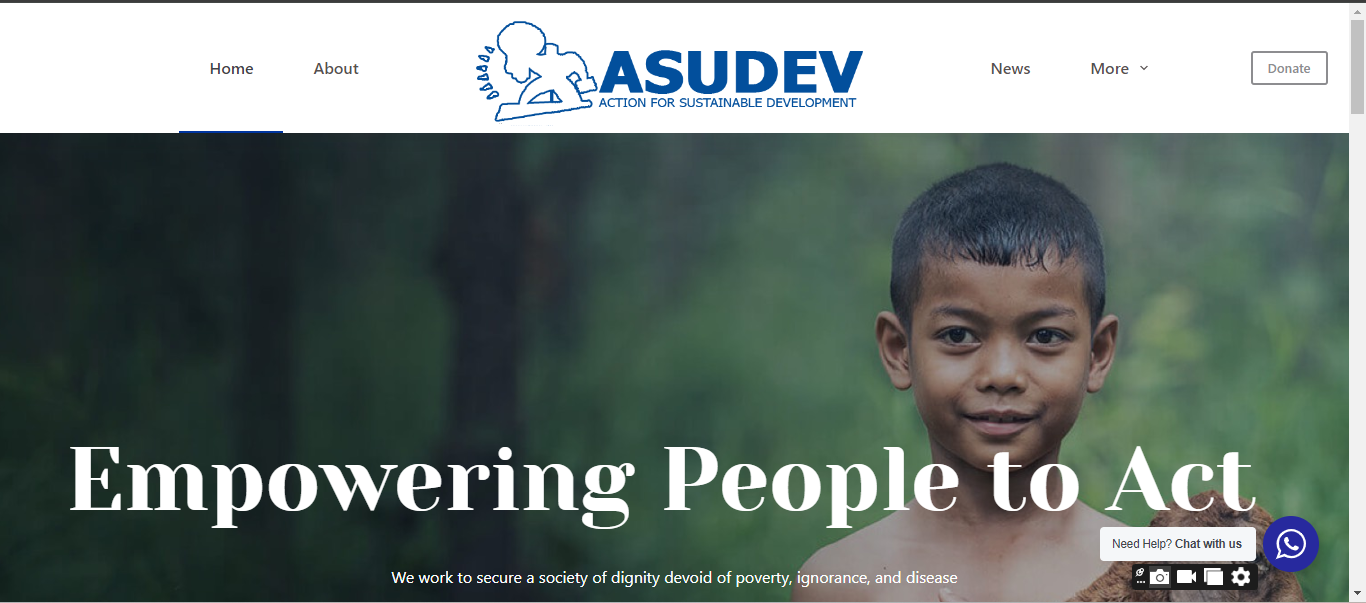 Home
About
ASUDEV
ACTION FOR SUSTAINABLE DEVELOPMENT
News
More
Donate
Empowering People to Act
Need Help? Chat with us
We work to secure a society of dignity devoid of poverty, ignorance, and disease